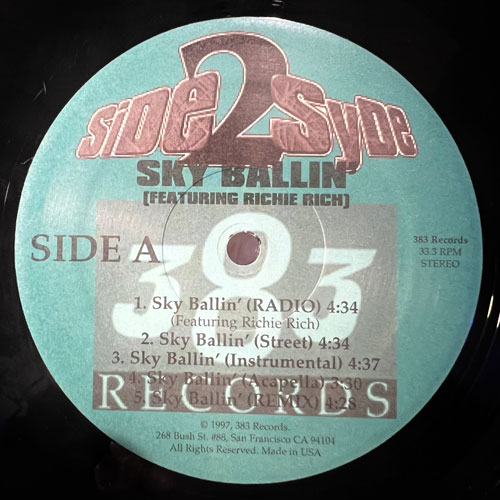 SiDE 2 SyDE
SKY BALLIN'
(FEATURING RICHIE RICH)
SIDE A
383 Records
33.3 RPM
STEREO
383
1. Sky Ballin' (RADIO) 4:34
(Featuring Richie Rich)
2. Sky Ballin' (Street) 4:34
3. Sky Ballin' (Instrumental) 4:37
4. Sky Ballin' (Acapella) 3:30
RECORDS
5. Sky Ballin' (REMIX) 4:28
© 1997, 383 Records.
268 Bush St. #88, San Francisco CA 94104
All Rights Reserved. Made in USA